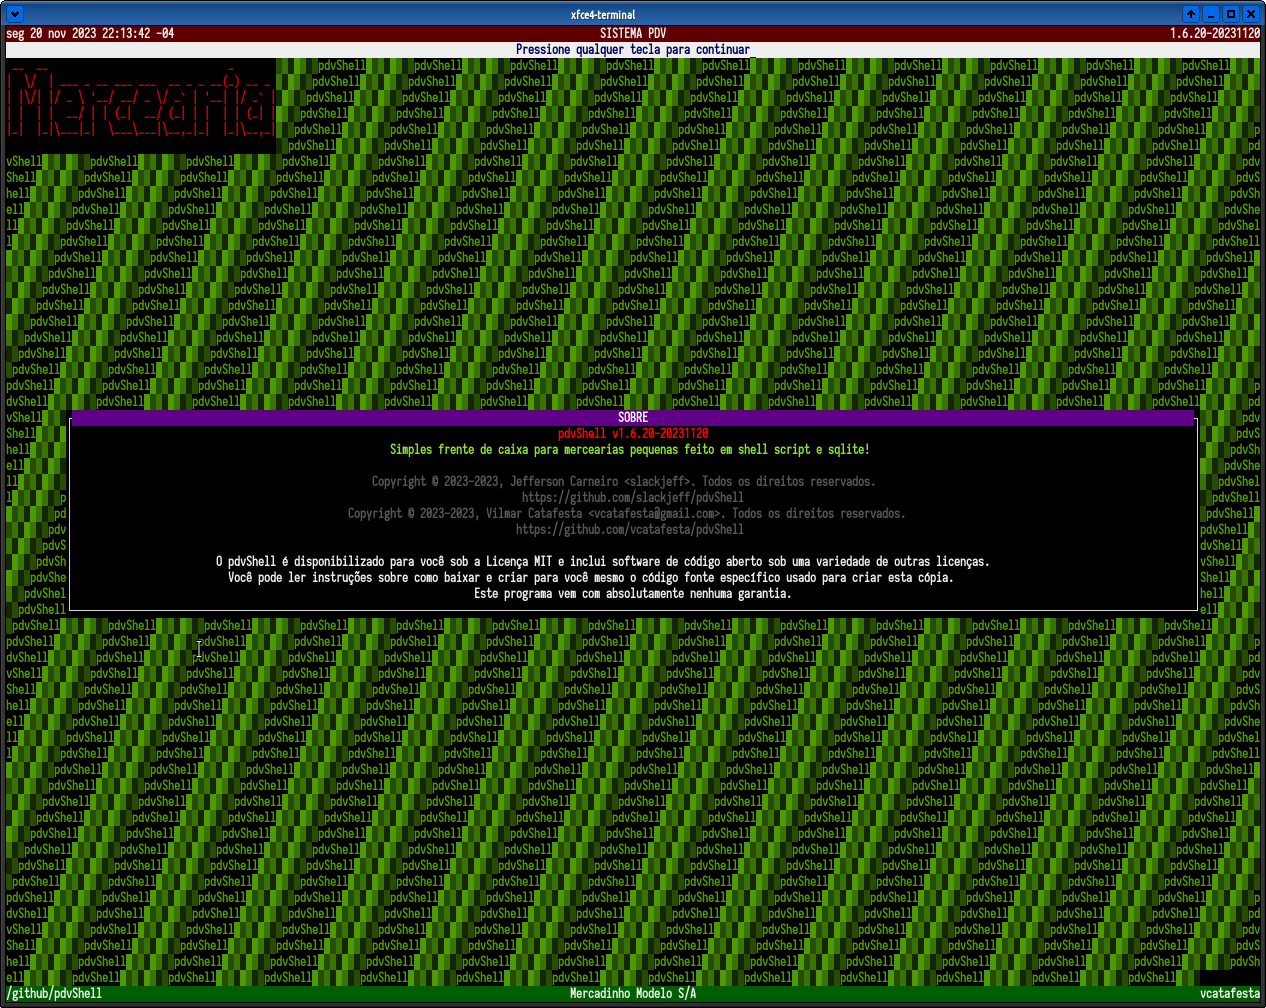 xfce4-terminal
seg 20 nov 2023 22:13:42 -04 SISTEMA PDV 1.6.20-20231120
Pressione qualquer tecla para continuar
Mercearia
pdvShell
SOBRE
pdvShell v1.6.20-20231120
Simples frente de caixa para mercearias pequenas feito em shell script e sqlite!
Copyright © 2023-2023, Jefferson Carneiro <slackjeff>. Todos os direitos reservados.
https://github.com/slackjeff/pdvShell
Copyright © 2023-2023, Vilmar Catafesta <vcatafesta@gmail.com>. Todos os direitos reservados.
https://github.com/vcatafesta/pdvShell
O pdvShell é disponibilizado para você sob a Licença MIT e inclui software de código aberto sob uma variedade de outras licenças.
Você pode ler instruções sobre como baixar e criar para você mesmo o código fonte específico usado para criar esta cópia.
Este programa vem com absolutamente nenhuma garantia.
/github/pdvShell Mercadinho Modelo S/A vcatafesta